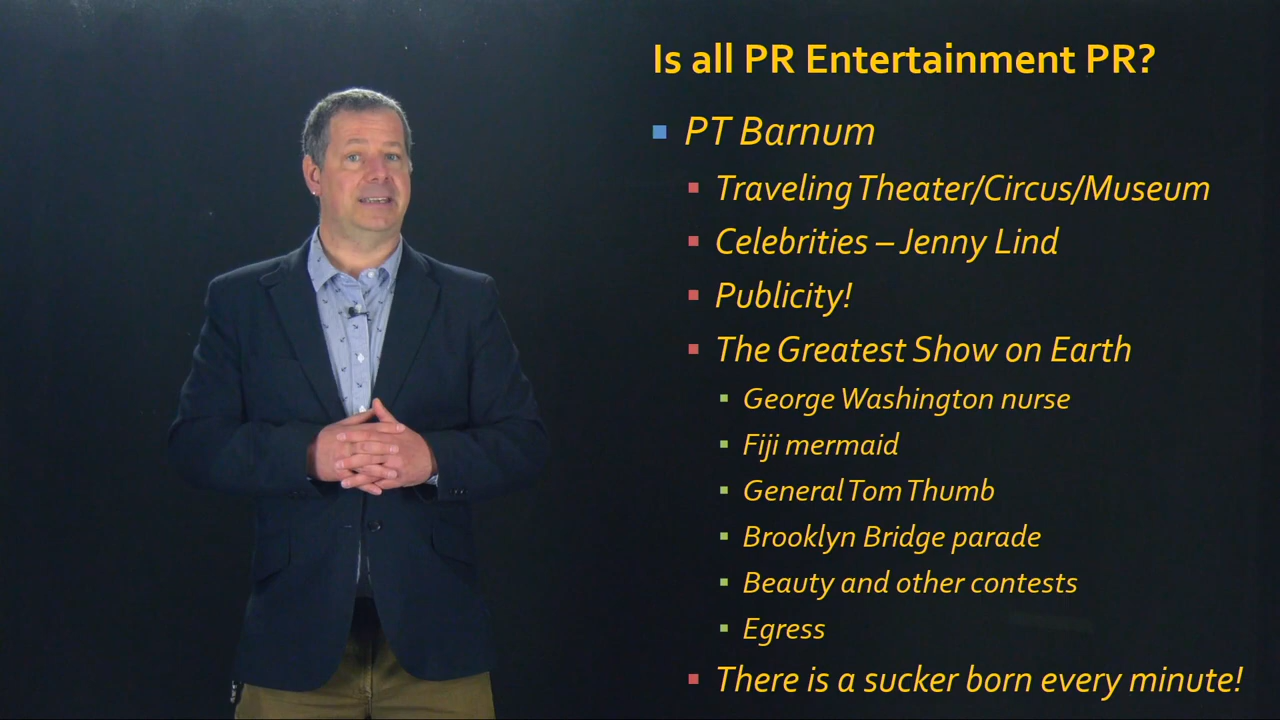 Is all PR Entertainment PR?
PT Barnum
Traveling Theater/Circus/Museum
Celebrities – Jenny Lind
Publicity!
The Greatest Show on Earth
George Washington nurse
Fiji mermaid
General Tom Thumb
Brooklyn Bridge parade
Beauty and other contests
Egress
There is a sucker born every minute!